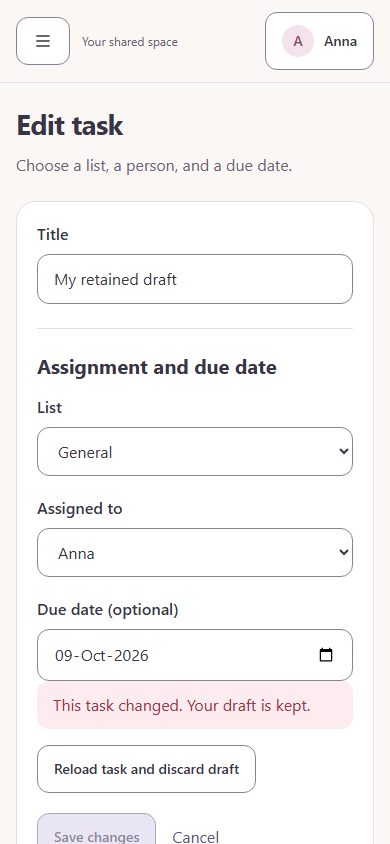 Your shared space
A
Anna
Edit task
Choose a list, a person, and a due date.
Title
My retained draft
Assignment and due date
List
General
Assigned to
Anna
Due date (optional)
09-Oct-2026
This task changed. Your draft is kept.
Reload task and discard draft
Save changes
Cancel